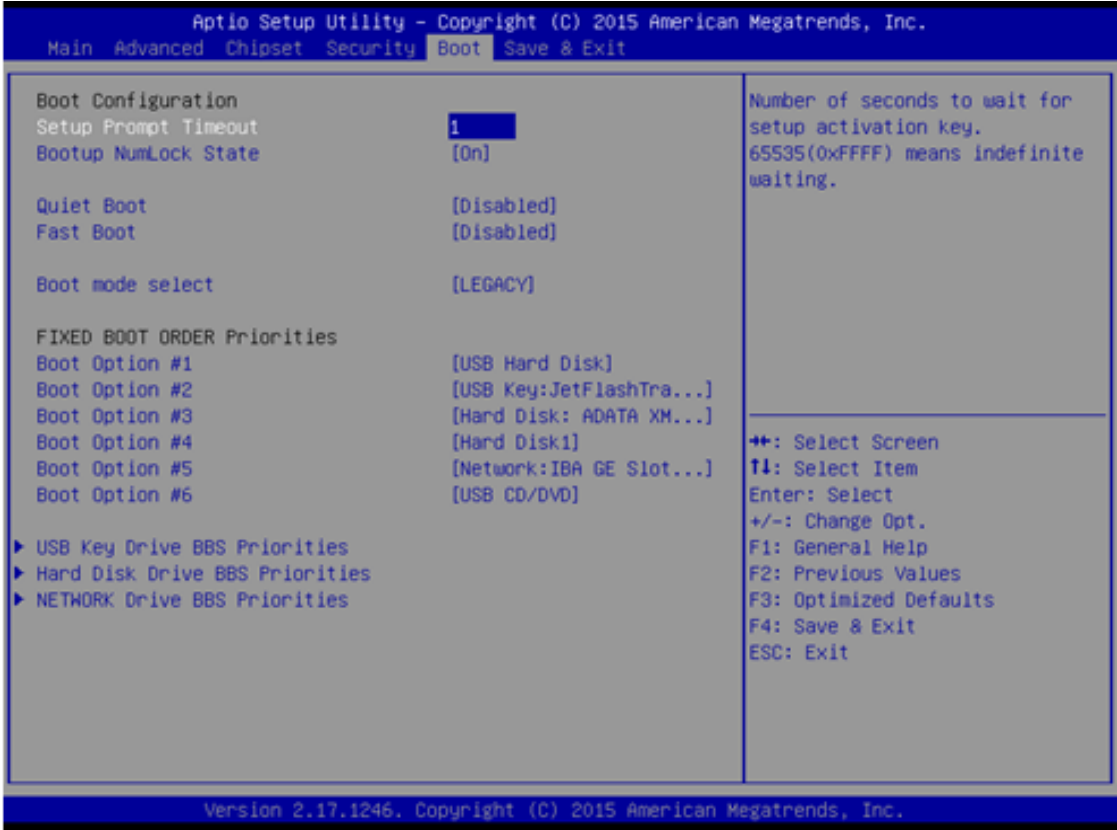 Aptio Setup Utility – Copyright (C) 2015 American Megatrends, Inc.
Main Advanced Chipset Security Boot Save & Exit
Boot Configuration
Setup Prompt Timeout 1
Bootup NumLock State [On]
Quiet Boot [Disabled]
Fast Boot [Disabled]
Boot mode select [LEGACY]
FIXED BOOT ORDER Priorities
Boot Option #1 [USB Hard Disk]
Boot Option #2 [USB Key:JetFlashTra...]
Boot Option #3 [Hard Disk: ADATA XM...]
Boot Option #4 [Hard Disk1]
Boot Option #5 [Network:IBA GE Slot...]
Boot Option #6 [USB CD/DVD]
▶ USB Key Drive BBS Priorities
▶ Hard Disk Drive BBS Priorities
▶ NETWORK Drive BBS Priorities
Number of seconds to wait for
setup activation key.
65535(0xFFFF) means indefinite
waiting.
→←: Select Screen
↑↓: Select Item
Enter: Select
+/-: Change Opt.
F1: General Help
F2: Previous Values
F3: Optimized Defaults
F4: Save & Exit
ESC: Exit
Version 2.17.1246. Copyright (C) 2015 American Megatrends, Inc.